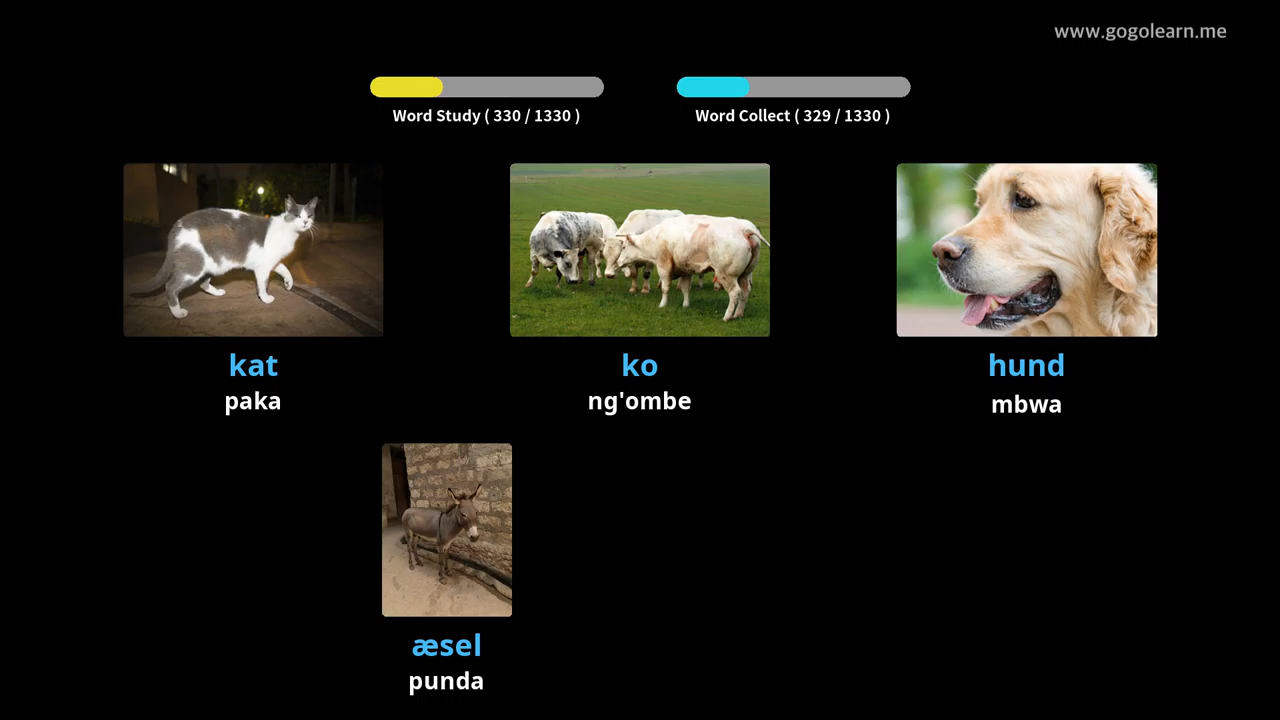 www.gogolearn.me
Word Study ( 330 / 1330 )
Word Collect ( 329 / 1330 )
kat
paka
ko
ng'ombe
hund
mbwa
æsel
punda